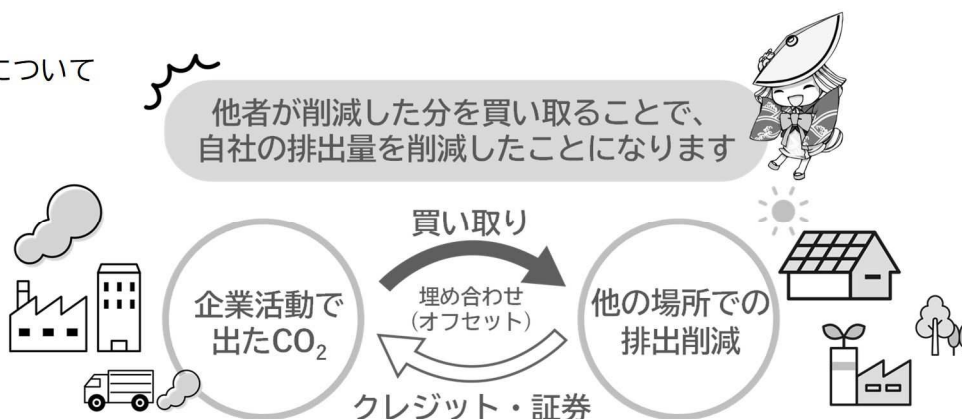 について
他者が削減した分を買い取ることで、
自社の排出量を削減したことになります
買い取り
企業活動で
出たCO₂
埋め合わせ
(オフセット)
他の場所での
排出削減
クレジット・証券